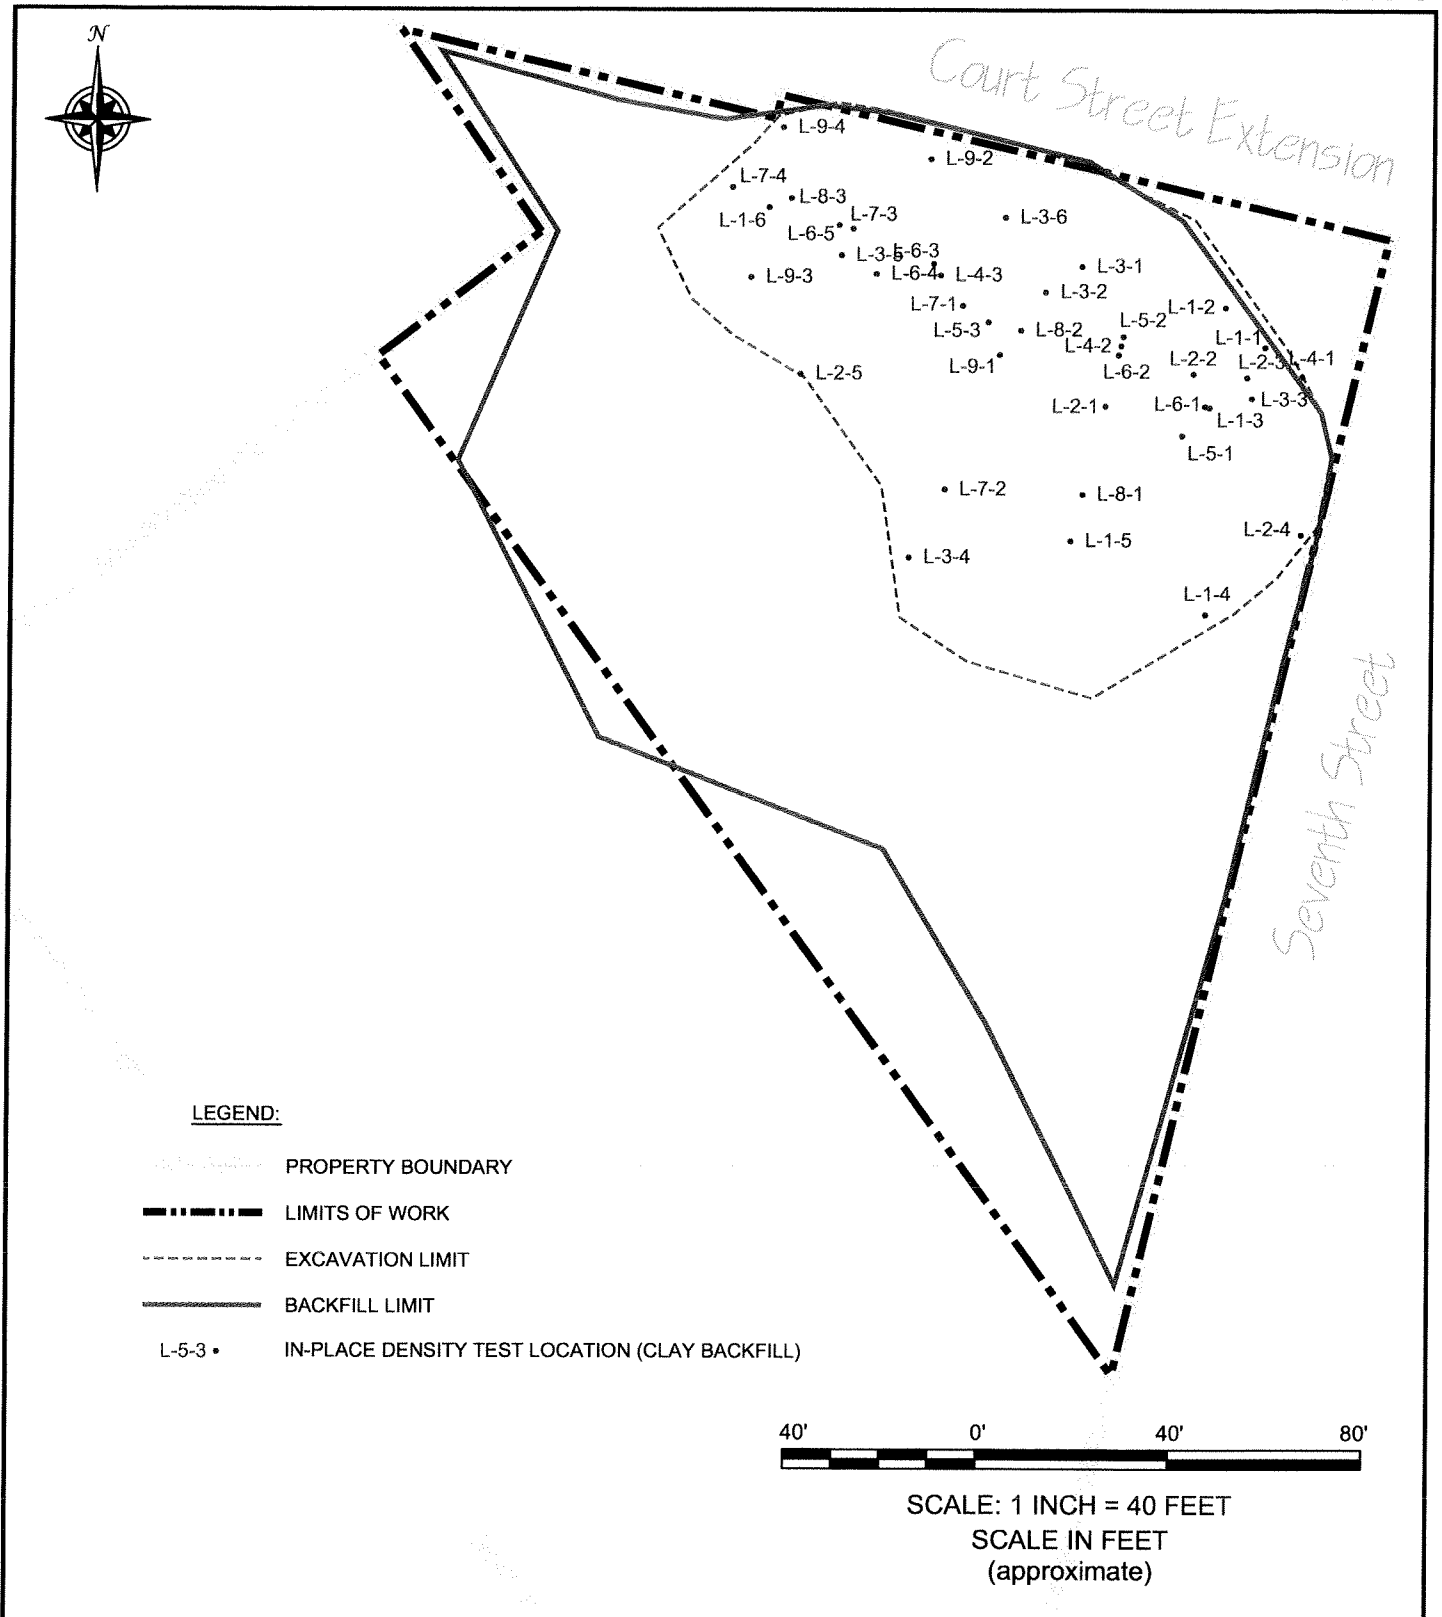 N
Court Street Extension
L-9-4
L-9-2
L-7-4
L-8-3
L-1-6
L-7-3
L-6-5
L-3-6
L-3-5
L-6-3
L-6-4
L-4-3
L-3-1
L-9-3
L-3-2
L-7-1
L-1-2
L-5-3
L-8-2
L-5-2
L-4-2
L-1-1
L-9-1
L-6-2
L-2-2
L-2-3
L-4-1
L-2-5
L-2-1
L-6-1
L-1-3
L-3-3
L-5-1
L-7-2
L-8-1
L-2-4
L-1-5
L-3-4
L-1-4
Seventh Street
LEGEND:
PROPERTY BOUNDARY
LIMITS OF WORK
EXCAVATION LIMIT
BACKFILL LIMIT
L-5-3 • IN-PLACE DENSITY TEST LOCATION (CLAY BACKFILL)
40' 0' 40' 80'
SCALE: 1 INCH = 40 FEET
SCALE IN FEET
(approximate)